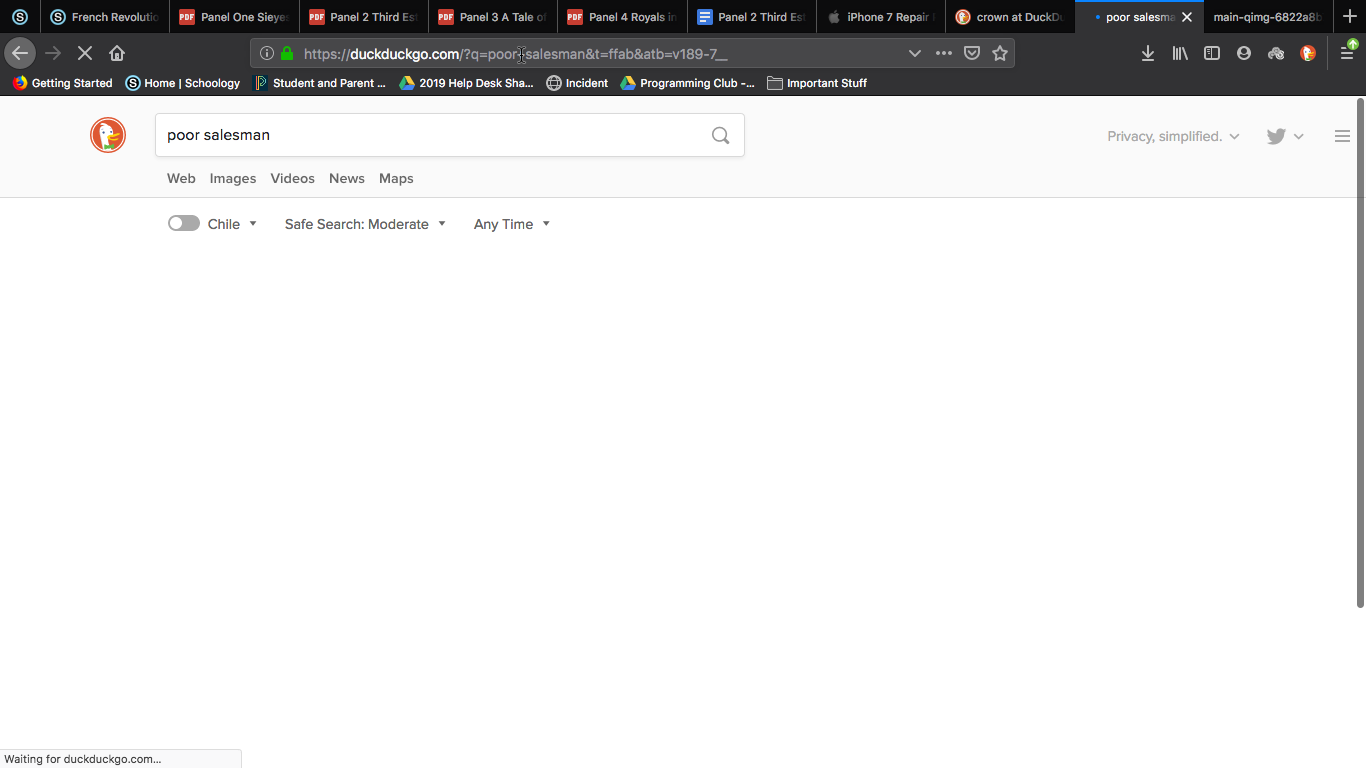 French Revolutio
PDF Panel One Sieyes
PDF Panel 2 Third Est
PDF Panel 3 A Tale of
PDF Panel 4 Royals in
Panel 2 Third Est
iPhone 7 Repair
crown at DuckDu
poor salesma
main-qimg-6822a8b
https://duckduckgo.com/?q=poor salesman&t=ffab&atb=v189-7__
Getting Started
Home | Schoology
Student and Parent ...
2019 Help Desk Sha...
Incident
Programming Club -...
Important Stuff
poor salesman
Privacy, simplified.
Web Images Videos News Maps
Chile Safe Search: Moderate Any Time
Waiting for duckduckgo.com...